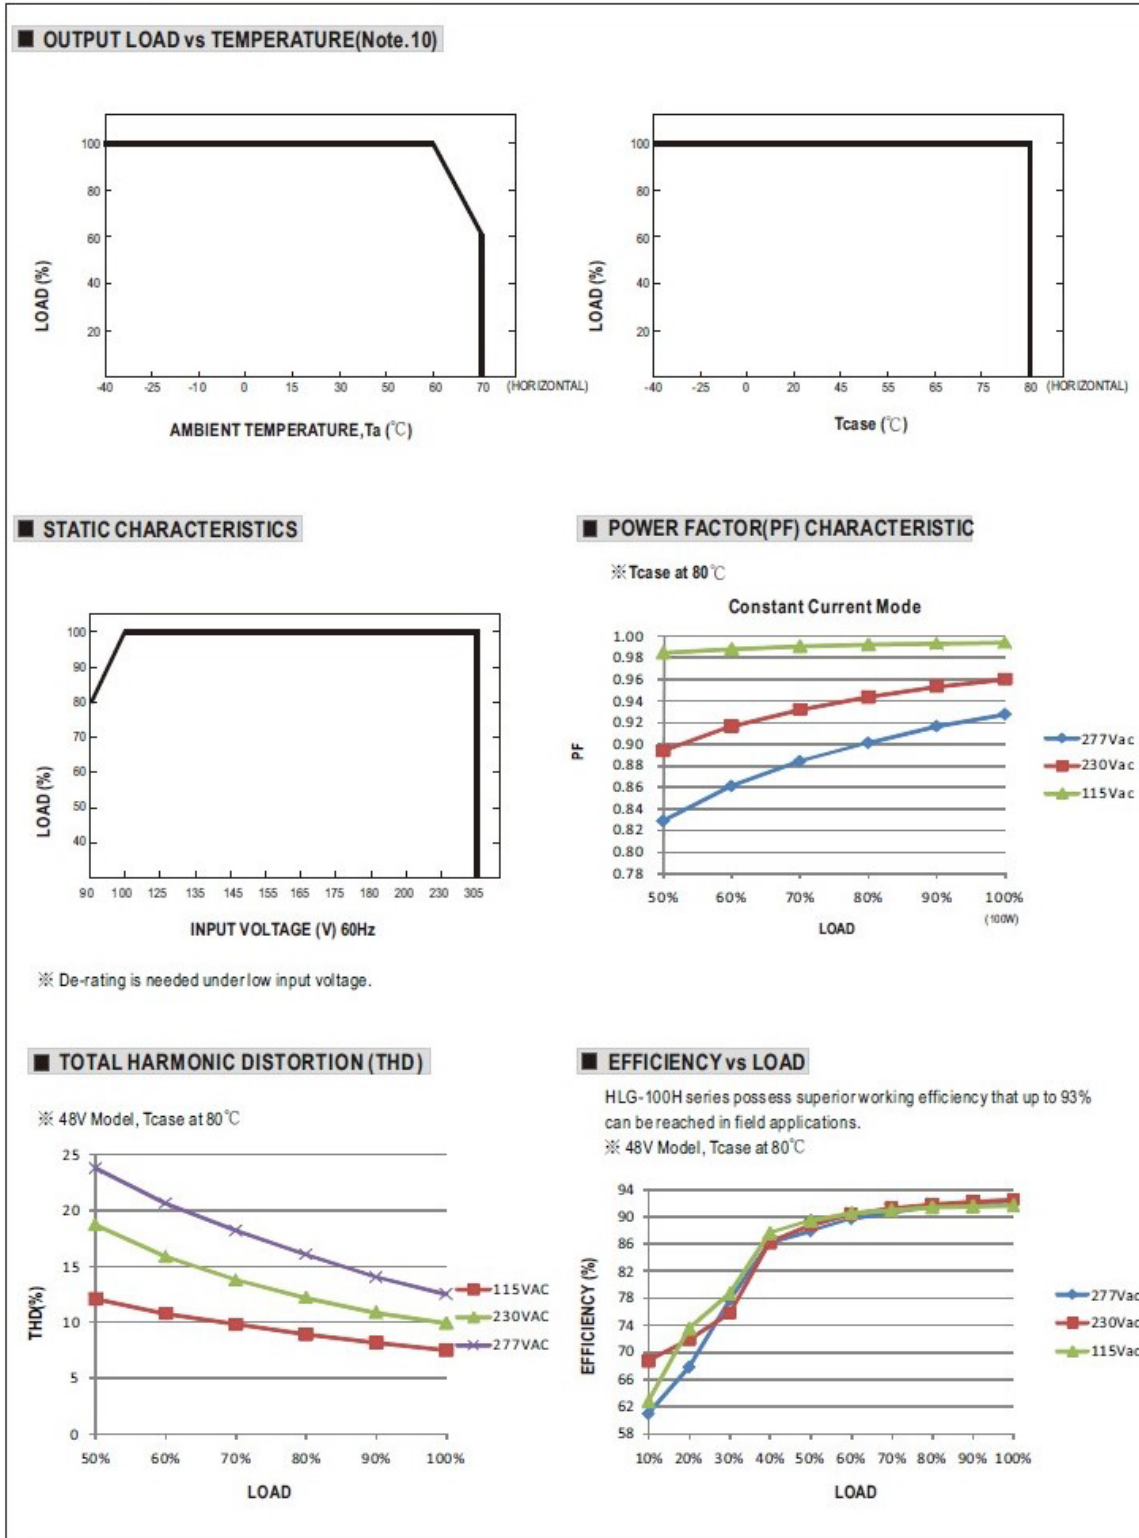 ■ OUTPUT LOAD vs TEMPERATURE(Note.10)
100
80
60
40
20
LOAD (%)
-40 -25 -10 0 15 30 50 60 70 (HORIZONTAL)
AMBIENT TEMPERATURE,Ta (℃)
100
80
60
40
20
LOAD (%)
-40 -25 0 20 45 55 65 75 80 (HORIZONTAL)
Tcase (℃)
■ STATIC CHARACTERISTICS
100
90
80
70
60
50
40
LOAD (%)
90 100 125 135 145 155 165 175 180 200 230 305
INPUT VOLTAGE (V) 60Hz
※ De-rating is needed under low input voltage.
■ POWER FACTOR(PF) CHARACTERISTIC
※ Tcase at 80℃
Constant Current Mode
1.00
0.98
0.96
0.94
0.92
0.90
0.88
0.86
0.84
0.82
0.80
0.78
PF
50% 60% 70% 80% 90% 100%
(100W)
LOAD
277Vac
230Vac
115Vac
■ TOTAL HARMONIC DISTORTION (THD)
※ 48V Model, Tcase at 80℃
25
20
15
10
5
0
THD(%)
50% 60% 70% 80% 90% 100%
LOAD
115VAC
230VAC
277VAC
■ EFFICIENCY vs LOAD
HLG-100H series possess superior working efficiency that up to 93%
can be reached in field applications.
※ 48V Model, Tcase at 80℃
94
90
86
82
78
74
70
66
62
58
EFFICIENCY (%)
10% 20% 30% 40% 50% 60% 70% 80% 90% 100%
LOAD
277Vac
230Vac
115Vac